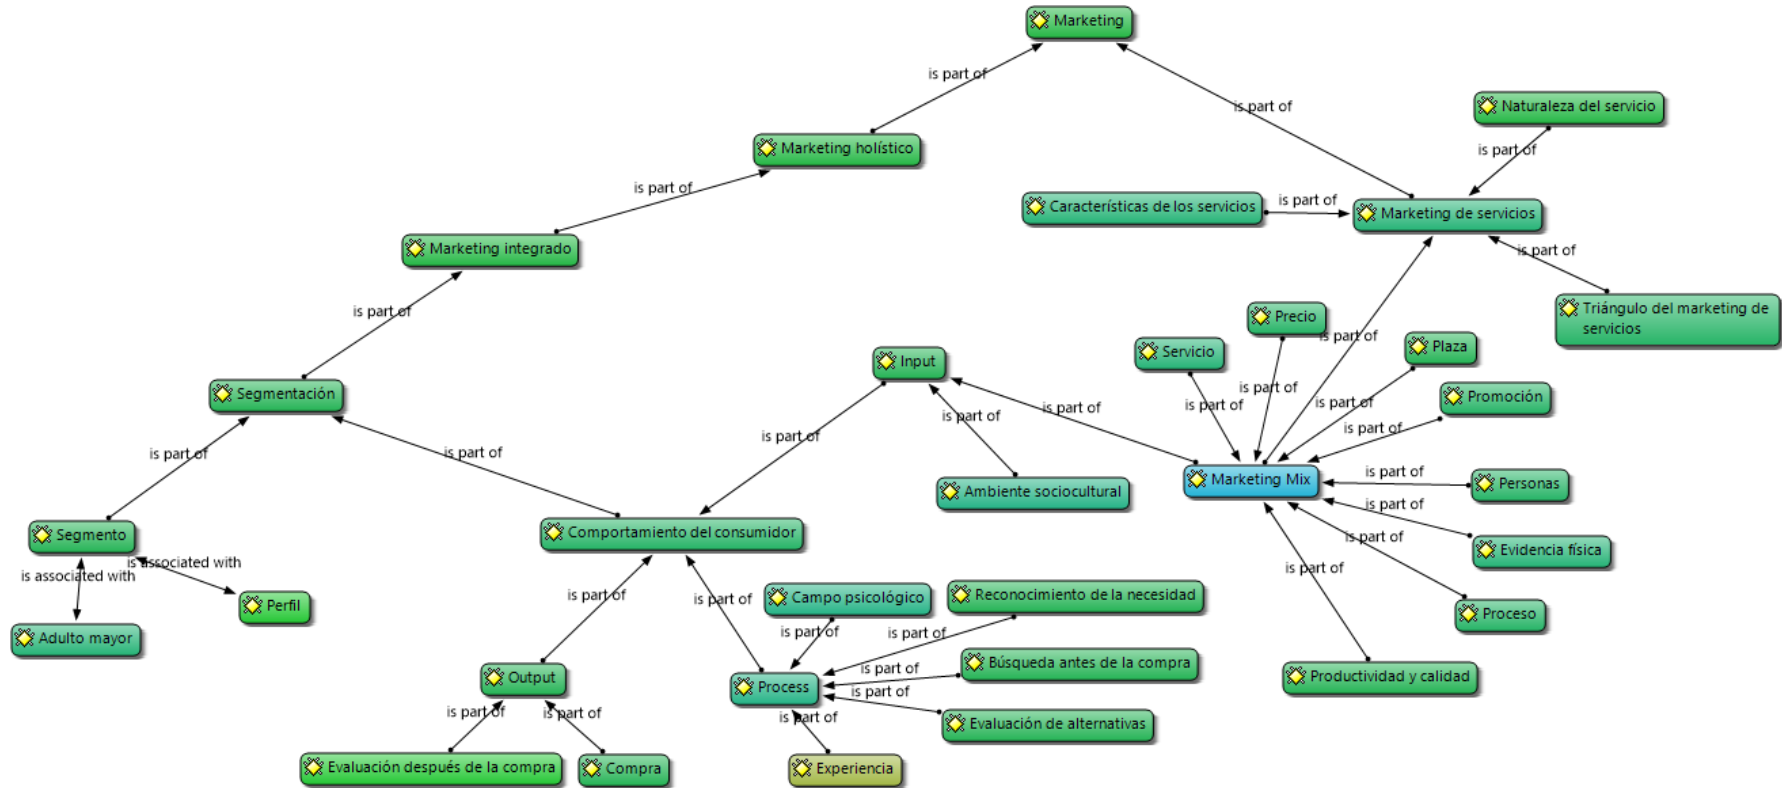 Marketing
is part of
is part of
Naturaleza del servicio
Marketing holístico
is part of
is part of
Características de los servicios
is part of
Marketing de servicios
Marketing integrado
is part of
is part of
Triángulo del marketing de
servicios
Precio
is part of
Servicio
Plaza
Input
Segmentación
is part of
is part of
Promoción
is part of
is part of
is part of
is part of
is part of
is part of
is part of
is part of
Marketing Mix
is part of
Personas
Ambiente sociocultural
is part of
Segmento
Comportamiento del consumidor
is part of
Evidencia física
is associated with
is associated with
is part of
Perfil
is part of
is part of
Campo psicológico
Reconocimiento de la necesidad
Proceso
Adulto mayor
is part of
is part of
Búsqueda antes de la compra
is part of
Output
Process
Productividad y calidad
is part of
is part of
is part of
is part of
Evaluación de alternativas
Evaluación después de la compra
Compra
Experiencia